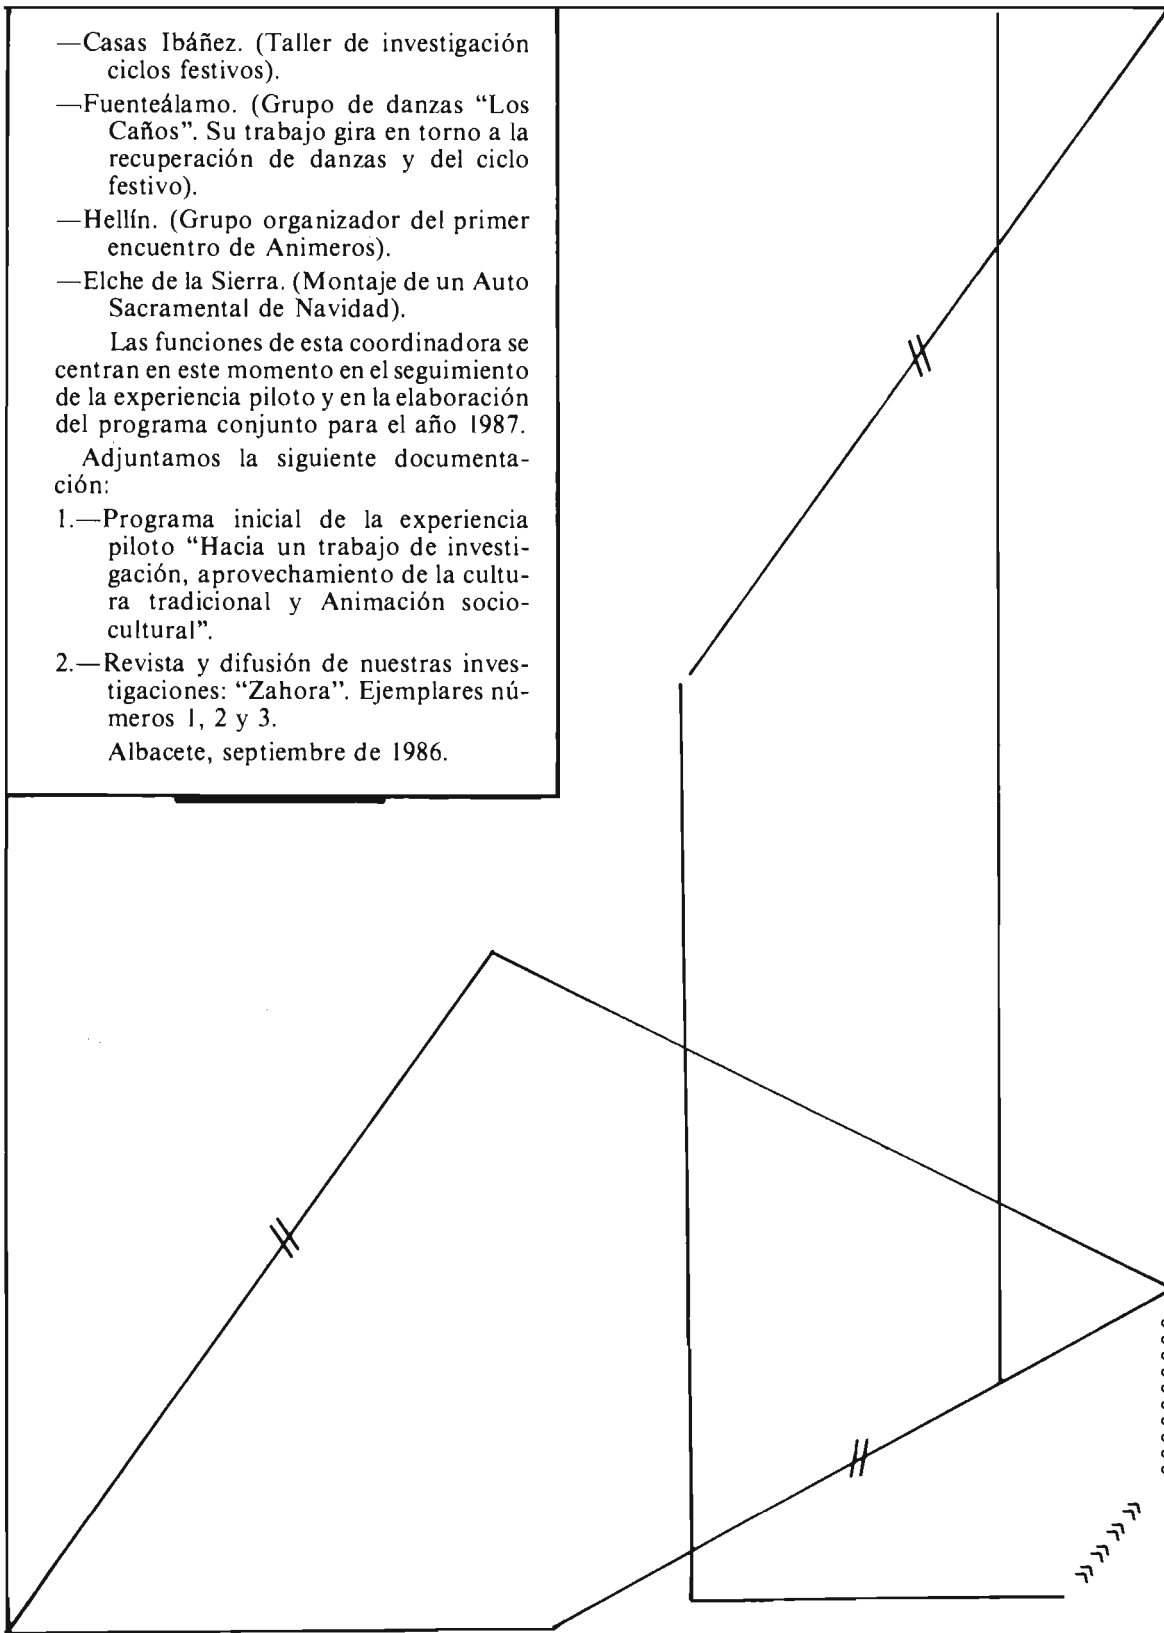 —Casas Ibáñez. (Taller de investigación
ciclos festivos).
—Fuenteálamo. (Grupo de danzas “Los
Caños”. Su trabajo gira en torno a la
recuperación de danzas y del ciclo
festivo).
—Hellín. (Grupo organizador del primer
encuentro de Animeros).
—Elche de la Sierra. (Montaje de un Auto
Sacramental de Navidad).
Las funciones de esta coordinadora se
centran en este momento en el seguimiento
de la experiencia piloto y en la elaboración
del programa conjunto para el año 1987.
Adjuntamos la siguiente documenta-
ción:
1.—Programa inicial de la experiencia
piloto “Hacia un trabajo de investi-
gación, aprovechamiento de la cultu-
ra tradicional y Animación socio-
cultural”.
2.—Revista y difusión de nuestras inves-
tigaciones: “Zahora”. Ejemplares nú-
meros 1, 2 y 3.
Albacete, septiembre de 1986.